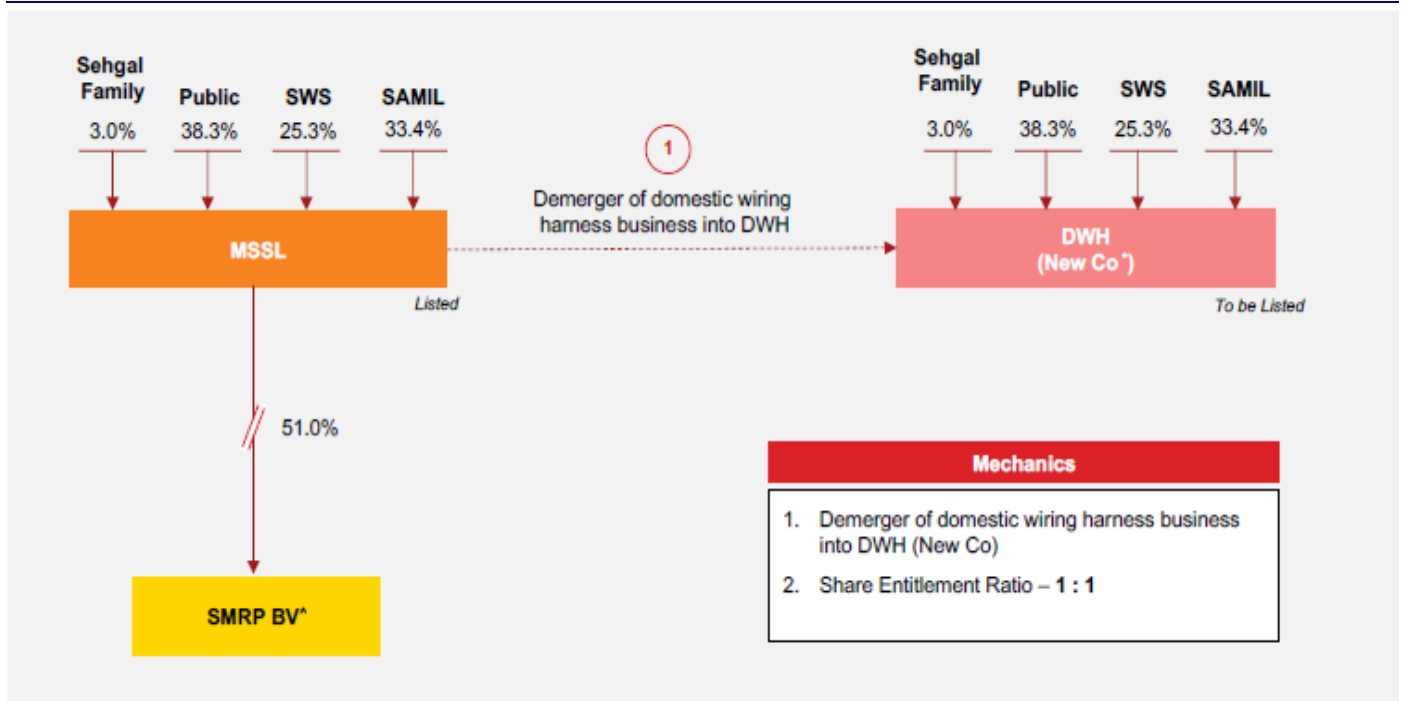 Sehgal
Family
Public
SWS
SAMIL
3.0%
38.3%
25.3%
33.4%
MSSL
Listed
1
Demerger of domestic wiring
harness business into DWH
Sehgal
Family
Public
SWS
SAMIL
3.0%
38.3%
25.3%
33.4%
DWH
(New Co*)
To be Listed
51.0%
SMRP BV^
Mechanics
1. Demerger of domestic wiring harness business
into DWH (New Co)
2. Share Entitlement Ratio – 1 : 1